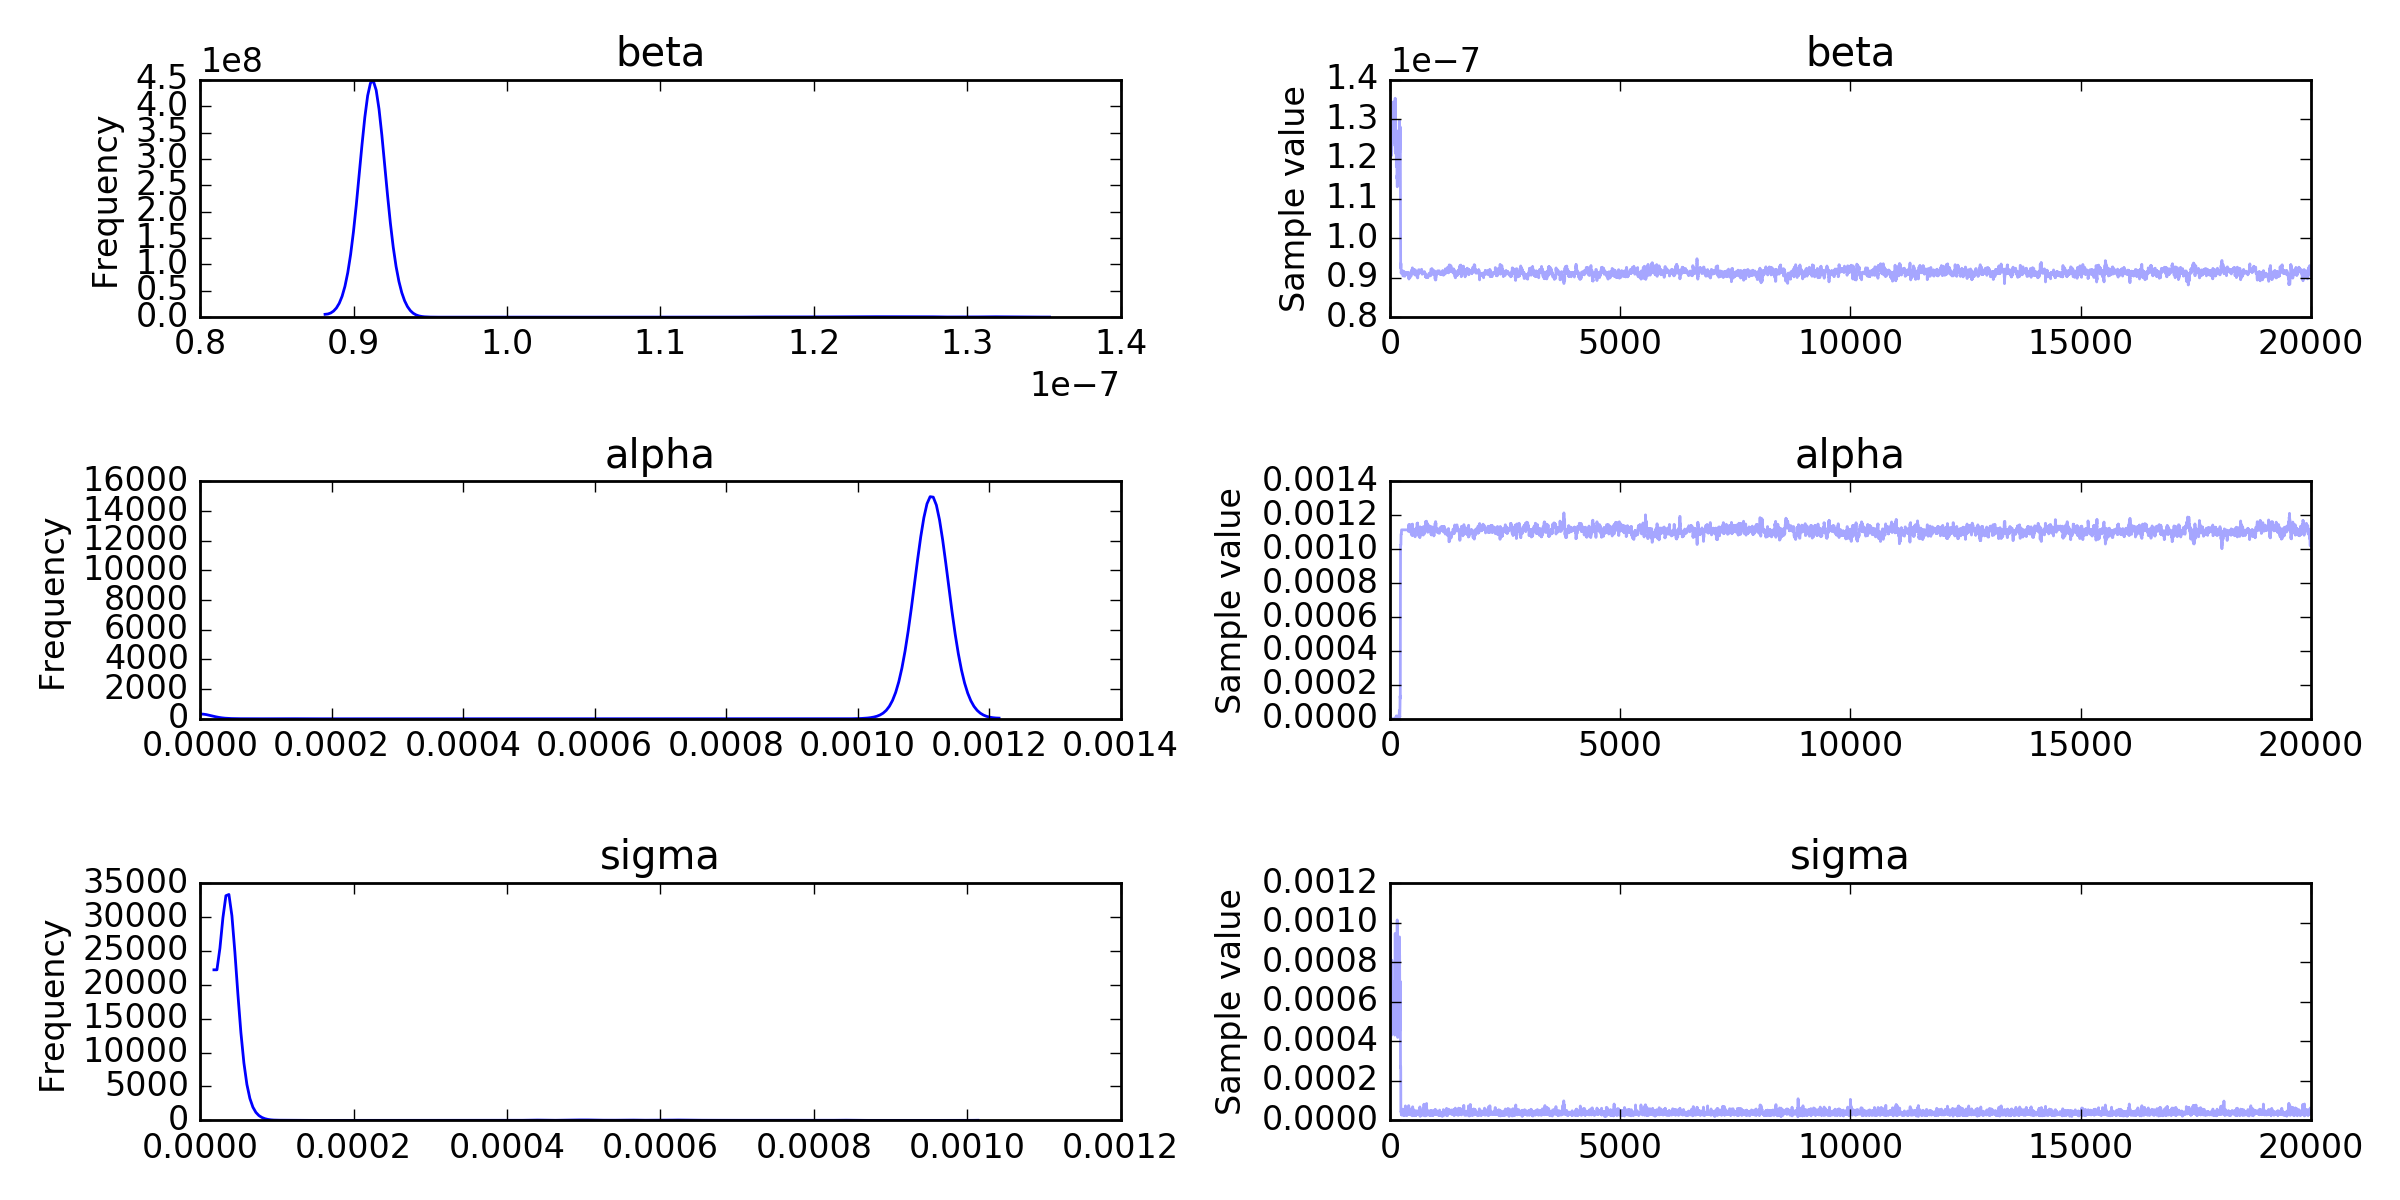 beta
1e8
Frequency
4.5
4.0
3.5
3.0
2.5
2.0
1.5
1.0
0.5
0.0
0.8 0.9 1.0 1.1 1.2 1.3 1.4
1e−7
beta
1e−7
Sample value
1.4
1.3
1.2
1.1
1.0
0.9
0.8
0 5000 10000 15000 20000
alpha
Frequency
16000
14000
12000
10000
8000
6000
4000
2000
0
0.0000 0.0002 0.0004 0.0006 0.0008 0.0010 0.0012 0.0014
alpha
Sample value
0.0014
0.0012
0.0010
0.0008
0.0006
0.0004
0.0002
0.0000
0 5000 10000 15000 20000
sigma
Frequency
35000
30000
25000
20000
15000
10000
5000
0
0.0000 0.0002 0.0004 0.0006 0.0008 0.0010 0.0012
sigma
Sample value
0.0012
0.0010
0.0008
0.0006
0.0004
0.0002
0.0000
0 5000 10000 15000 20000